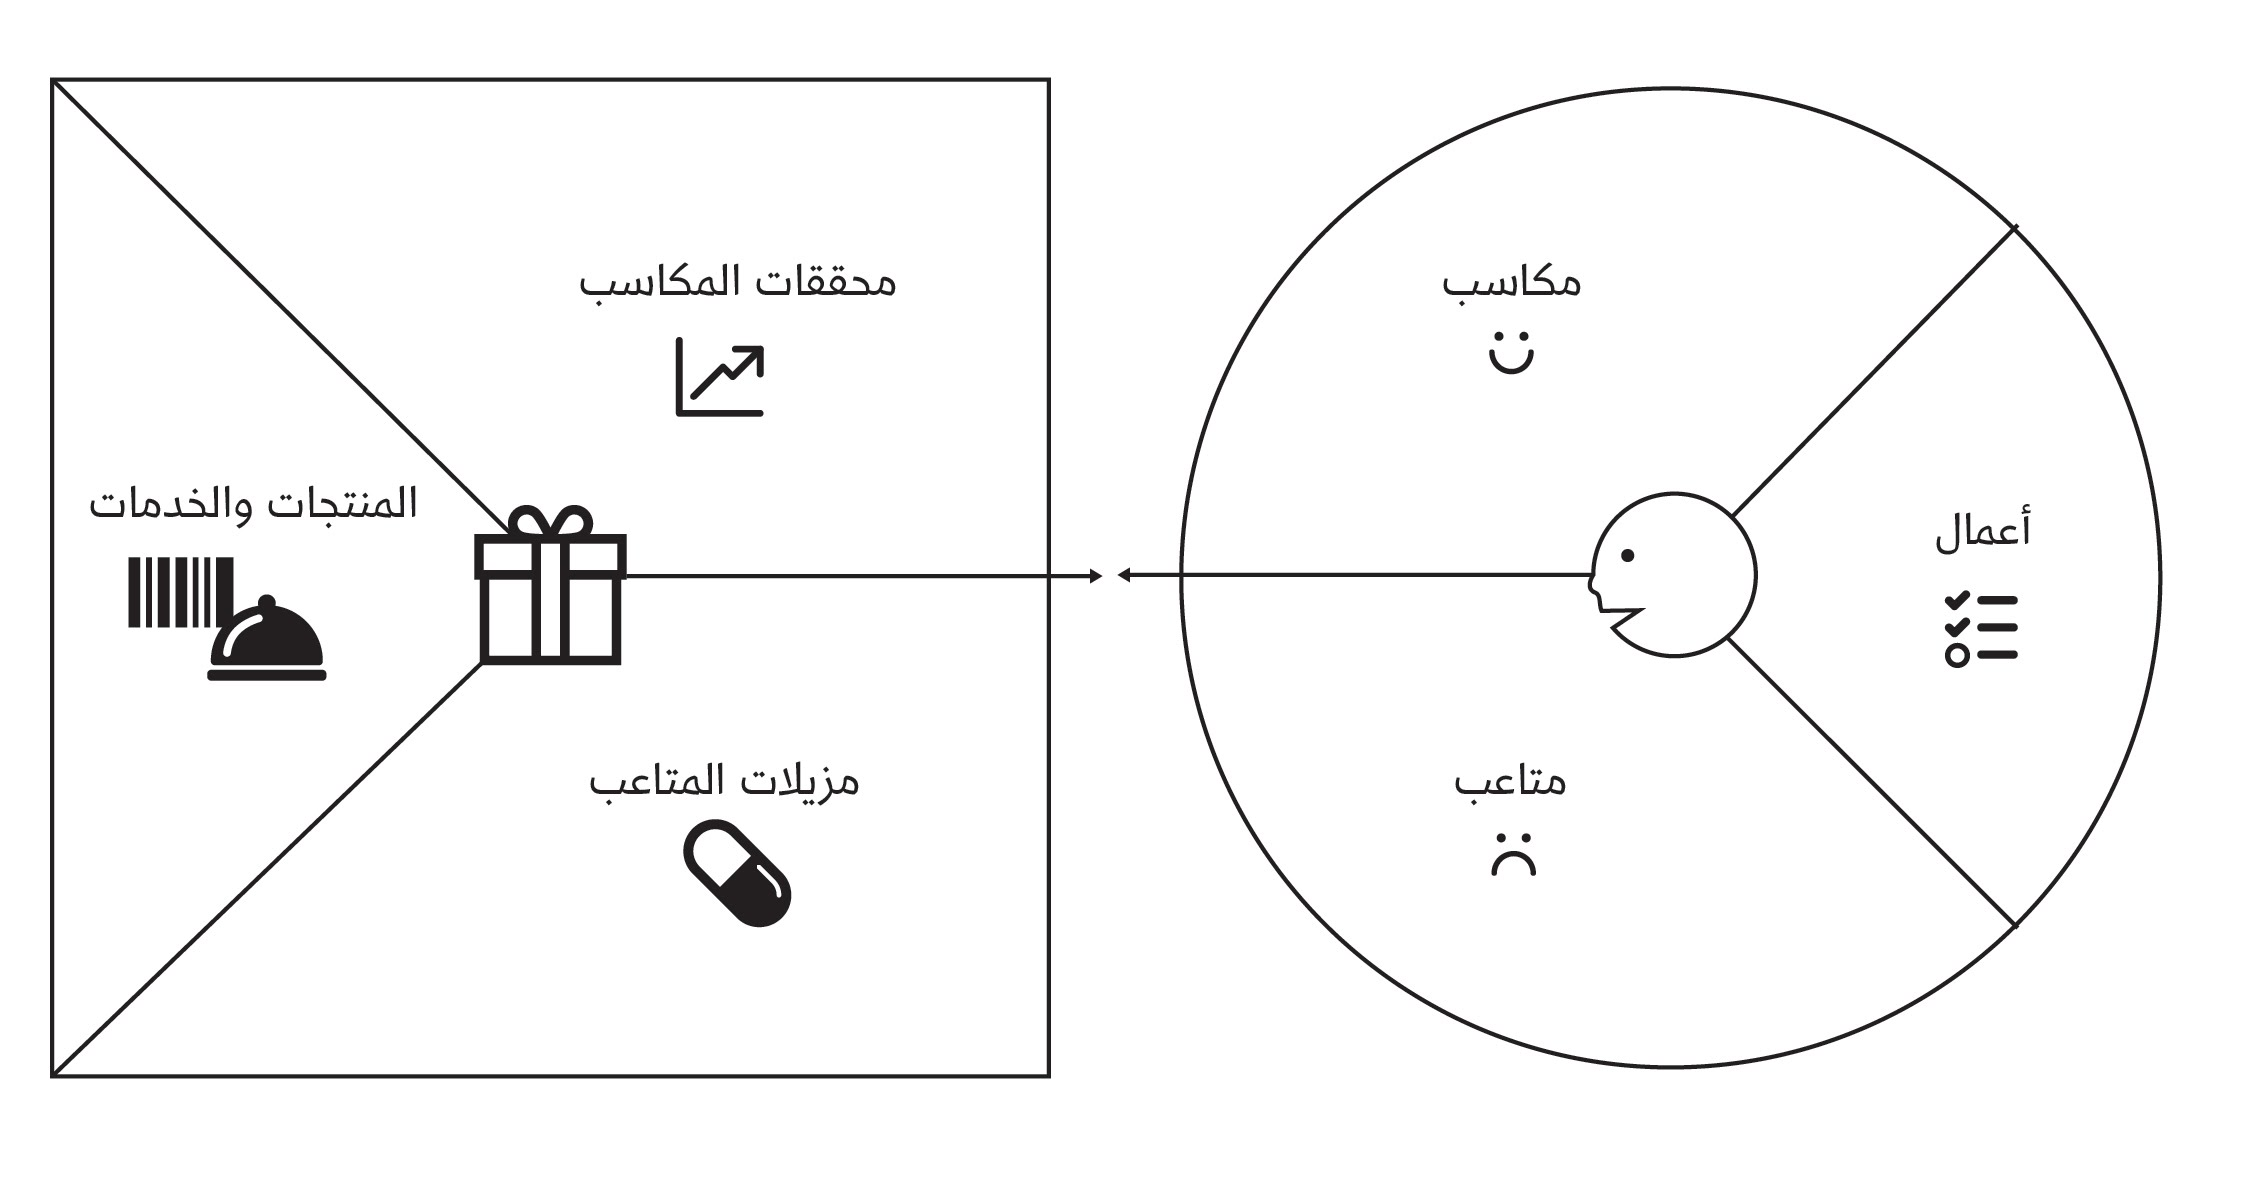 مكاسب
أعمال
متاعب
محققات المكاسب
المنتجات والخدمات
مزيلات المتاعب